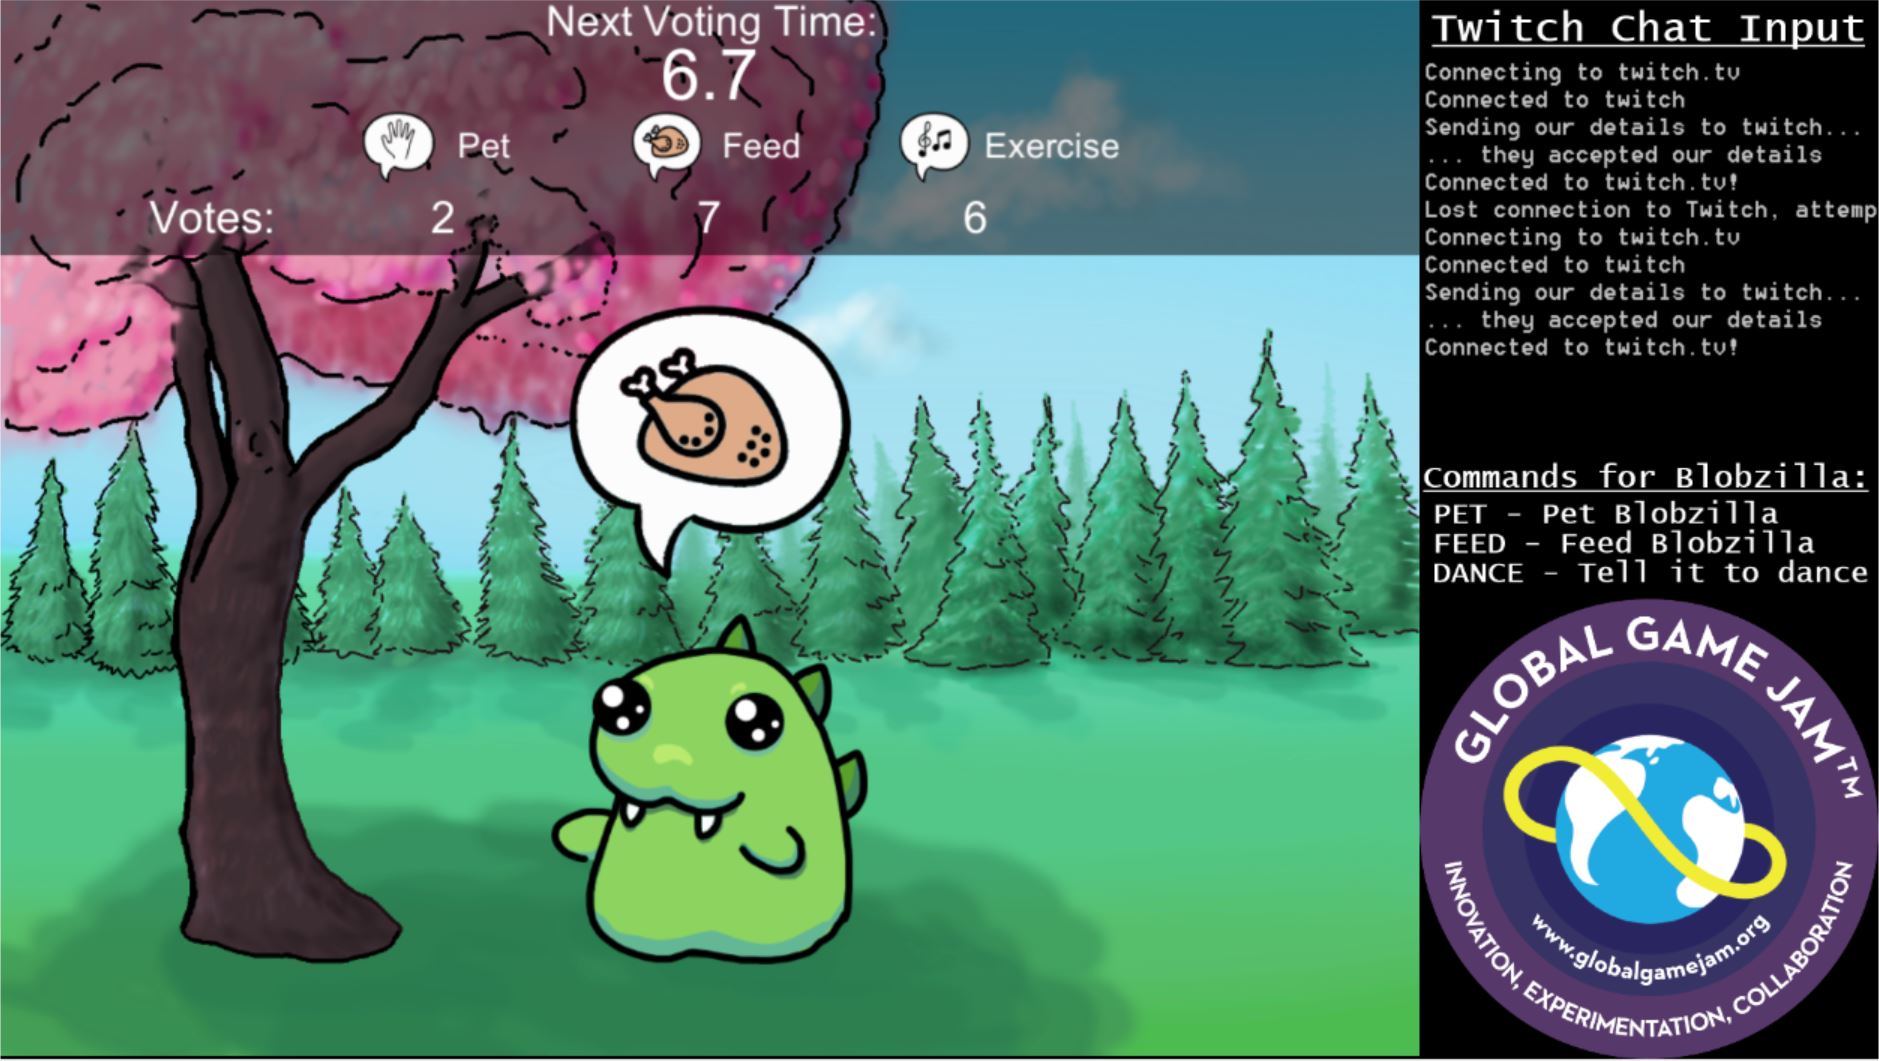 Next Voting Time:
6.7
Pet Feed Exercise
Votes: 2 7 6
Twitch Chat Input
Connecting to twitch.tv
Connected to twitch
Sending our details to twitch...
... they accepted our details
Connected to twitch.tv!
Lost connection to Twitch, attemp
Connecting to twitch.tv
Connected to twitch
Sending our details to twitch...
... they accepted our details
Connected to twitch.tv!
Commands for Blobzilla:
PET - Pet Blobzilla
FEED - Feed Blobzilla
DANCE - Tell it to dance
GLOBAL GAME JAM™
www.globalgamejam.org
INNOVATION, EXPERIMENTATION, COLLABORATION